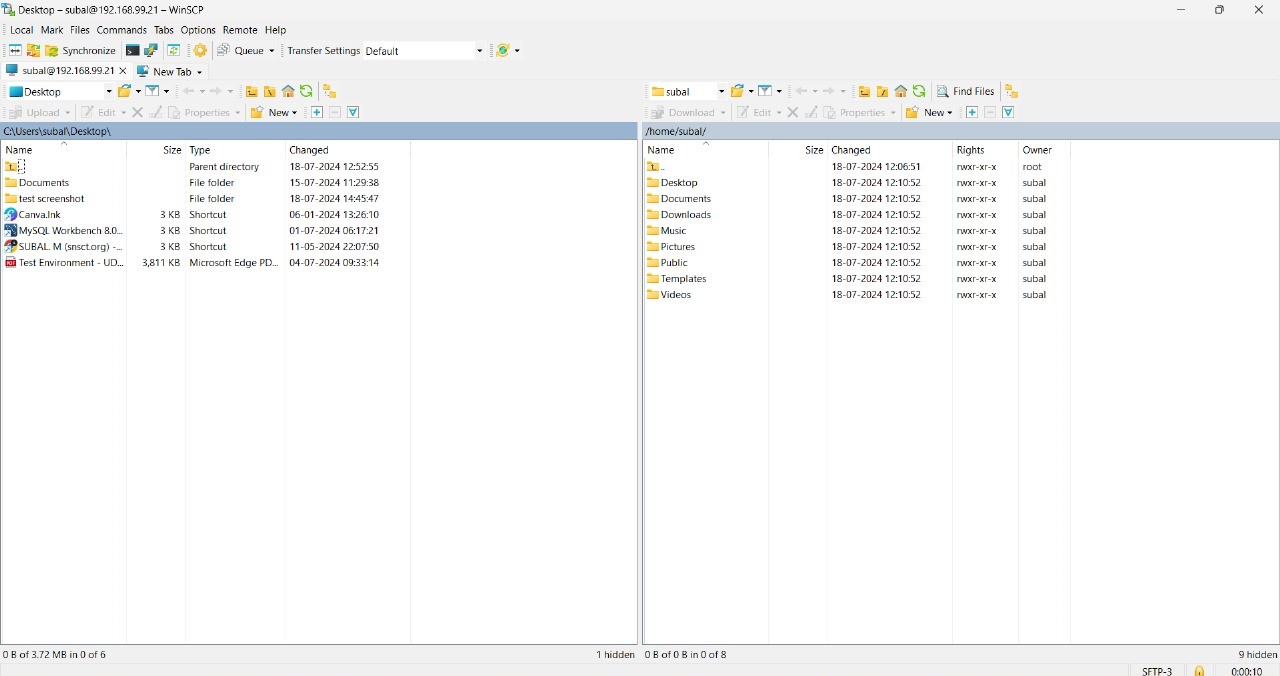 Desktop – subal@192.168.99.21 – WinSCP
Local Mark Files Commands Tabs Options Remote Help
Synchronize Queue Transfer Settings Default
subal@192.168.99.21 × New Tab
Desktop
Upload Edit Properties New
C:\Users\subal\Desktop\
Name Size Type Changed
.. Parent directory 18-07-2024 12:52:55
Documents File folder 15-07-2024 11:29:38
test screenshot File folder 18-07-2024 14:45:47
Canva.lnk 3 KB Shortcut 06-01-2024 13:26:10
MySQL Workbench 8.0... 3 KB Shortcut 01-07-2024 06:17:21
SUBAL. M (snsct.org) -... 3 KB Shortcut 11-05-2024 22:07:50
Test Environment - UD... 3,811 KB Microsoft Edge PD... 04-07-2024 09:33:14
0 B of 3.72 MB in 0 of 6 1 hidden
subal Find Files
Download Edit Properties New
/home/subal/
Name Size Changed Rights Owner
.. 18-07-2024 12:06:51 rwxr-xr-x root
Desktop 18-07-2024 12:10:52 rwxr-xr-x subal
Documents 18-07-2024 12:10:52 rwxr-xr-x subal
Downloads 18-07-2024 12:10:52 rwxr-xr-x subal
Music 18-07-2024 12:10:52 rwxr-xr-x subal
Pictures 18-07-2024 12:10:52 rwxr-xr-x subal
Public 18-07-2024 12:10:52 rwxr-xr-x subal
Templates 18-07-2024 12:10:52 rwxr-xr-x subal
Videos 18-07-2024 12:10:52 rwxr-xr-x subal
0 B of 0 B in 0 of 8 9 hidden
SFTP-3 0:00:10